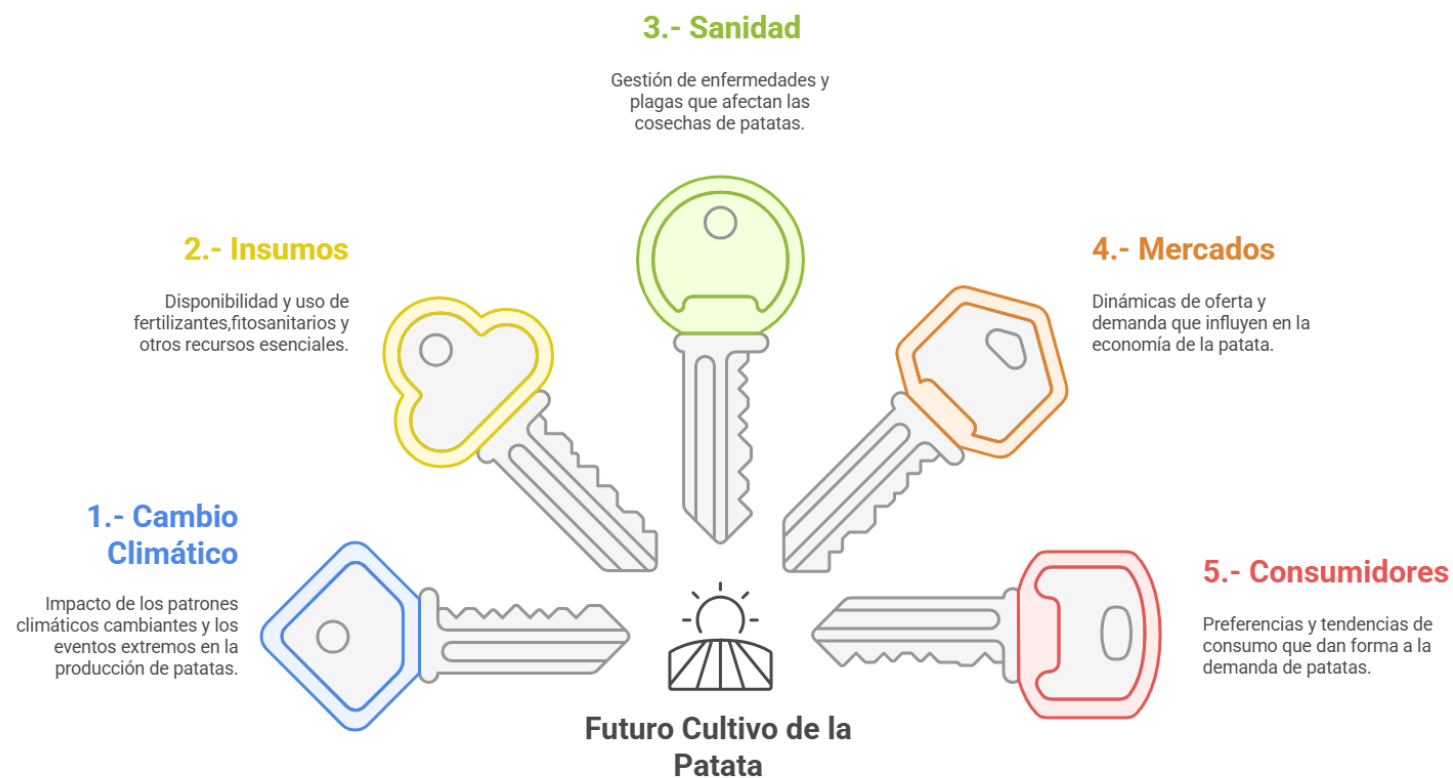 3.- Sanidad
Gestión de enfermedades y
plagas que afectan las
cosechas de patatas.
2.- Insumos
Disponibilidad y uso de
fertilizantes,fitosanitarios y
otros recursos esenciales.
4.- Mercados
Dinámicas de oferta y
demanda que influyen en la
economía de la patata.
1.- Cambio
Climático
Impacto de los patrones
climáticos cambiantes y los
eventos extremos en la
producción de patatas.
5.- Consumidores
Preferencias y tendencias de
consumo que dan forma a la
demanda de patatas.
Futuro Cultivo de la
Patata